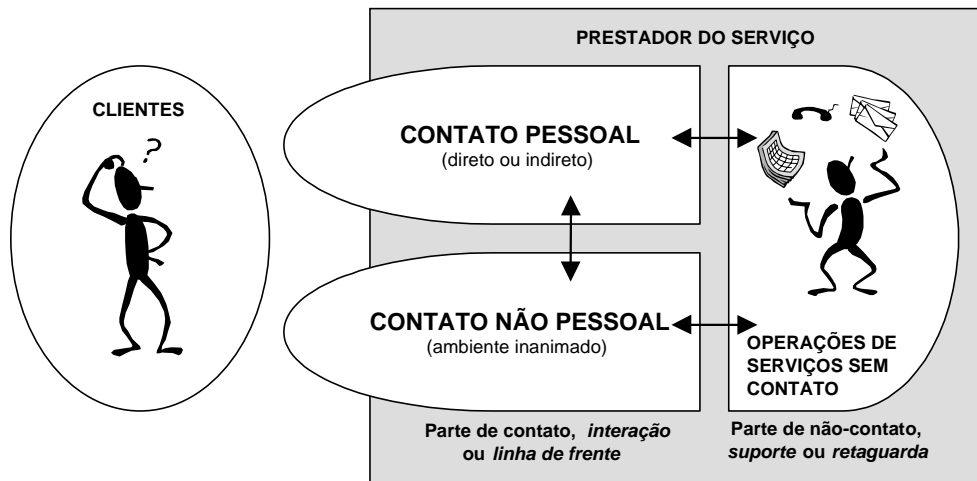 PRESTADOR DO SERVIÇO
CLIENTES
?
CONTATO PESSOAL
(direto ou indireto)
CONTATO NÃO PESSOAL
(ambiente inanimado)
OPERAÇÕES DE
SERVIÇOS SEM
CONTATO
Parte de contato, interação
ou linha de frente
Parte de não-contato,
suporte ou retaguarda